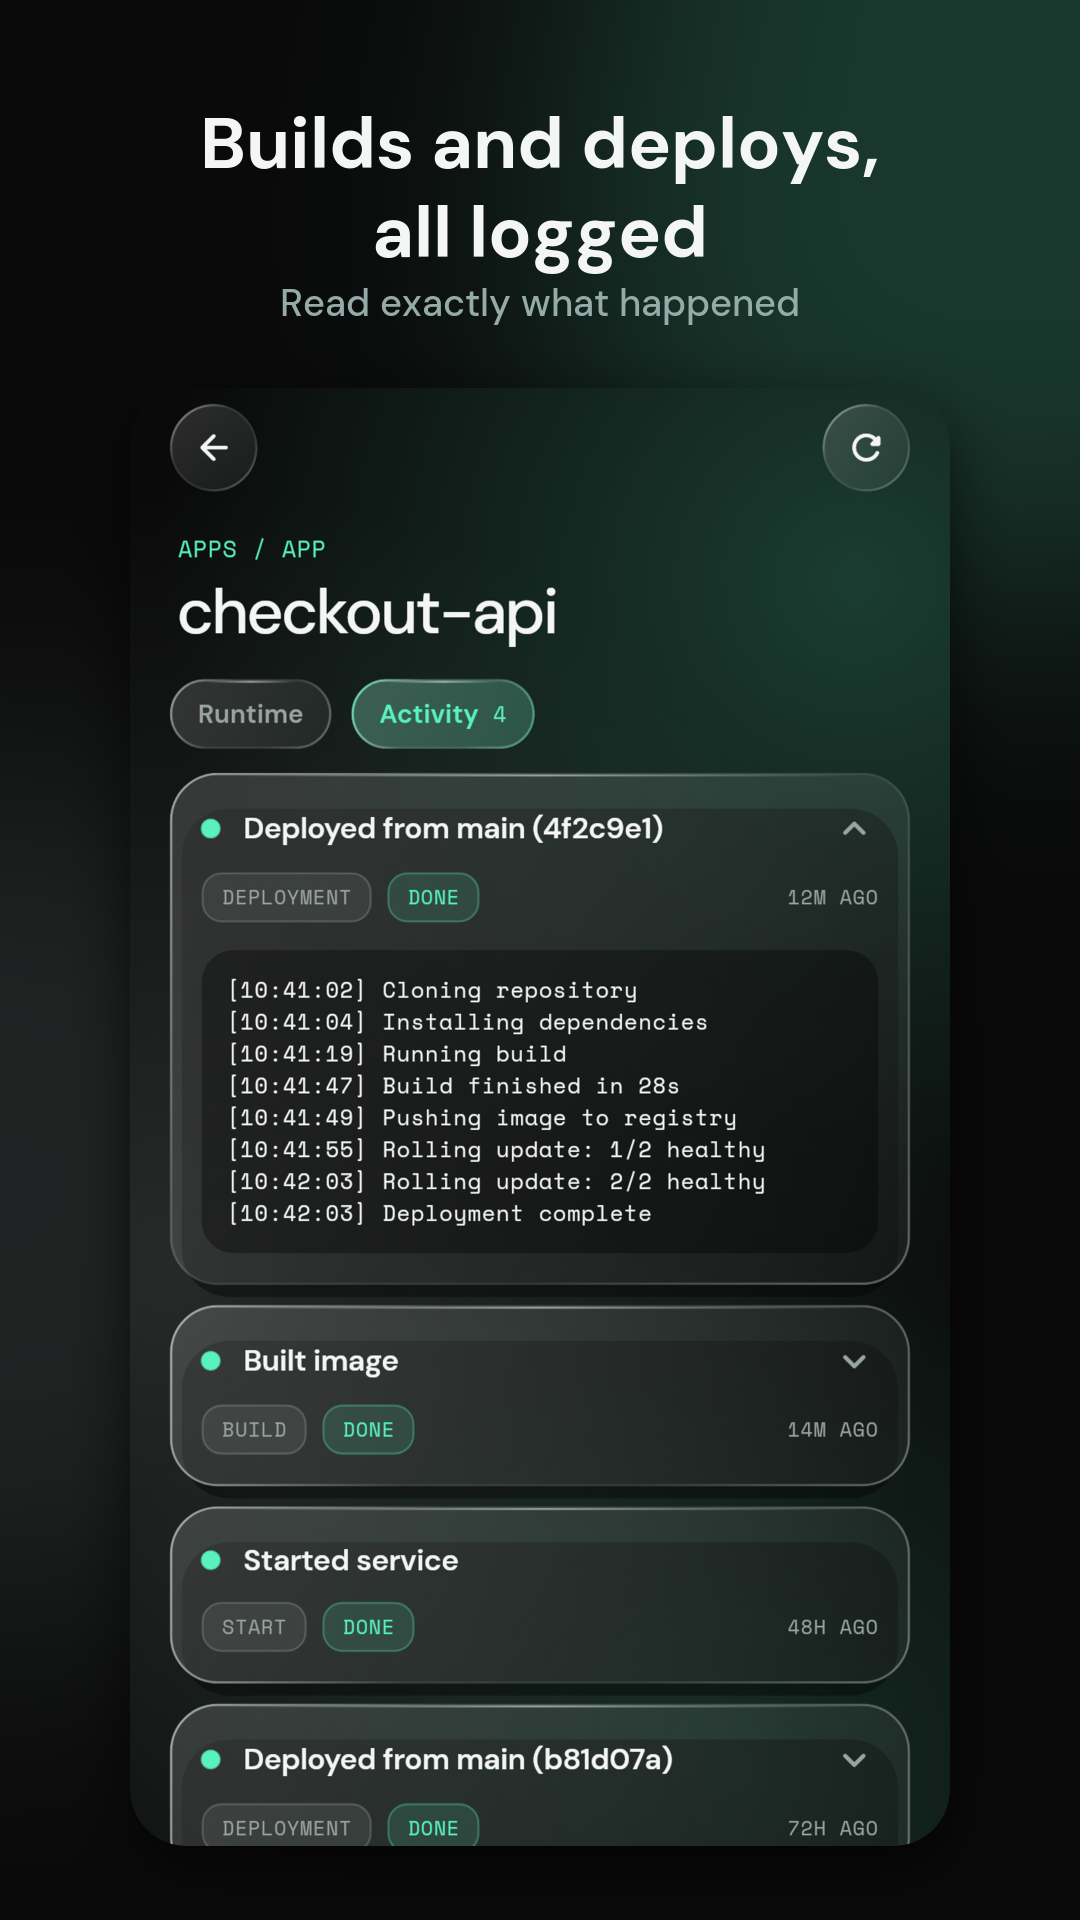 Builds and deploys,
all logged
Read exactly what happened
APPS / APP
checkout-api
Runtime
Activity 4
Deployed from main (4f2c9e1)
DEPLOYMENT DONE 12M AGO
[10:41:02] Cloning repository
[10:41:04] Installing dependencies
[10:41:19] Running build
[10:41:47] Build finished in 28s
[10:41:49] Pushing image to registry
[10:41:55] Rolling update: 1/2 healthy
[10:42:03] Rolling update: 2/2 healthy
[10:42:03] Deployment complete
Built image
BUILD DONE 14M AGO
Started service
START DONE 48H AGO
Deployed from main (b81d07a)
DEPLOYMENT DONE 72H AGO